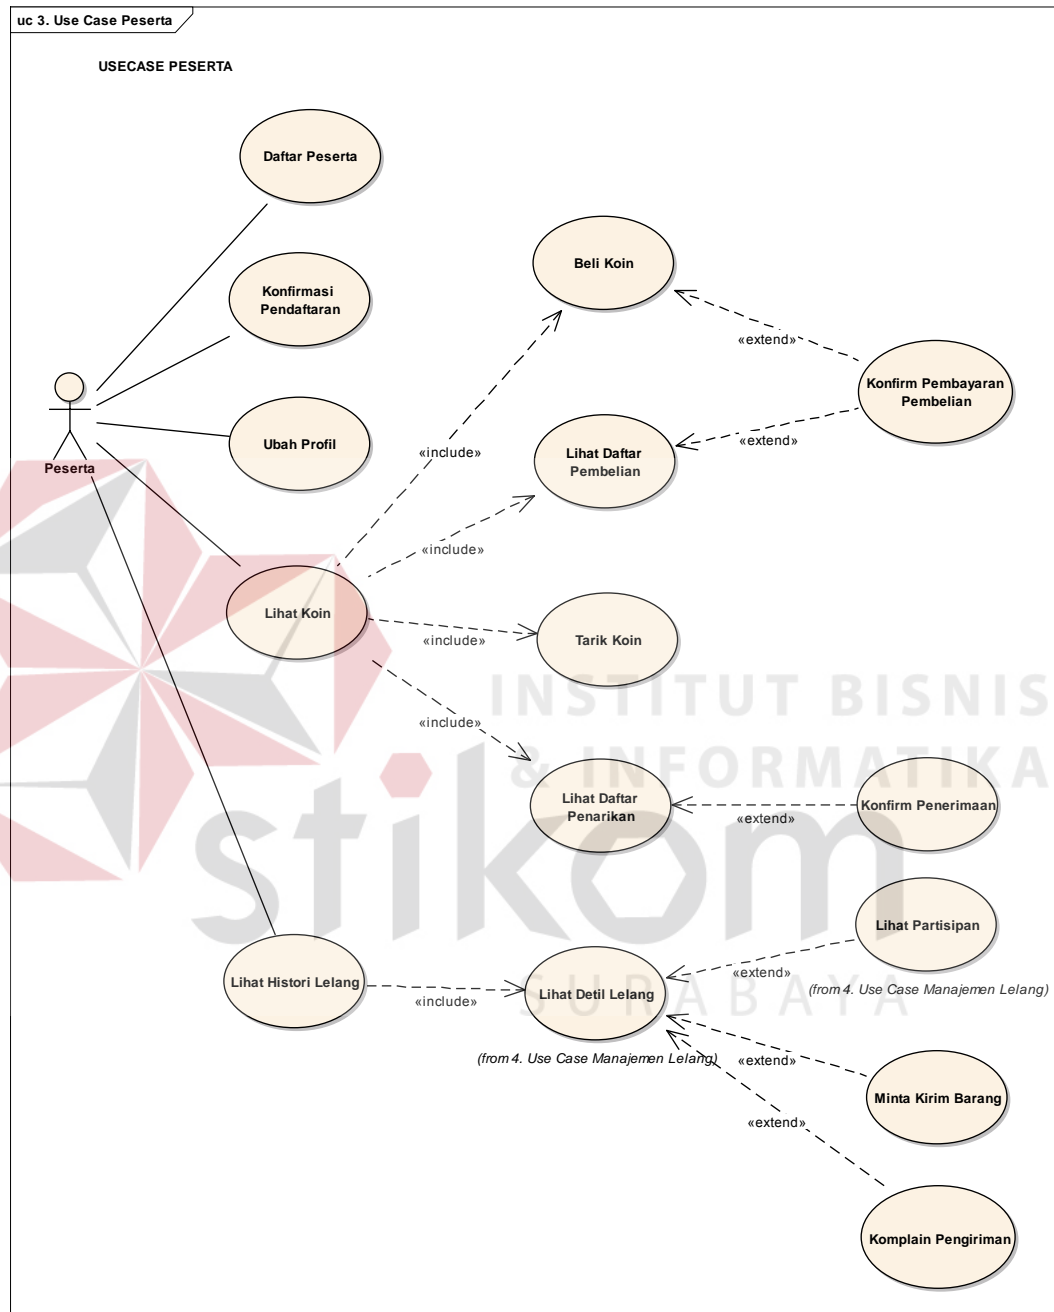 uc 3. Use Case Peserta
USECASE PESERTA
Daftar Peserta
Konfirmasi
Pendaftaran
Ubah Profil
Peserta
Lihat Koin
Lihat Histori Lelang
Beli Koin
Lihat Daftar
Pembelian
Tarik Koin
Lihat Daftar
Penarikan
Lihat Detil Lelang
(from 4. Use Case Manajemen Lelang)
Konfirm Pembayaran
Pembelian
Konfirm Penerimaan
Lihat Partisipan
(from 4. Use Case Manajemen Lelang)
Minta Kirim Barang
Komplain Pengiriman
«include»
«include»
«include»
«include»
«include»
«extend»
«extend»
«extend»
«extend»
«extend»
«extend»
INSTITUT BISNIS
& INFORMATIKA
stikom
SURABAYA